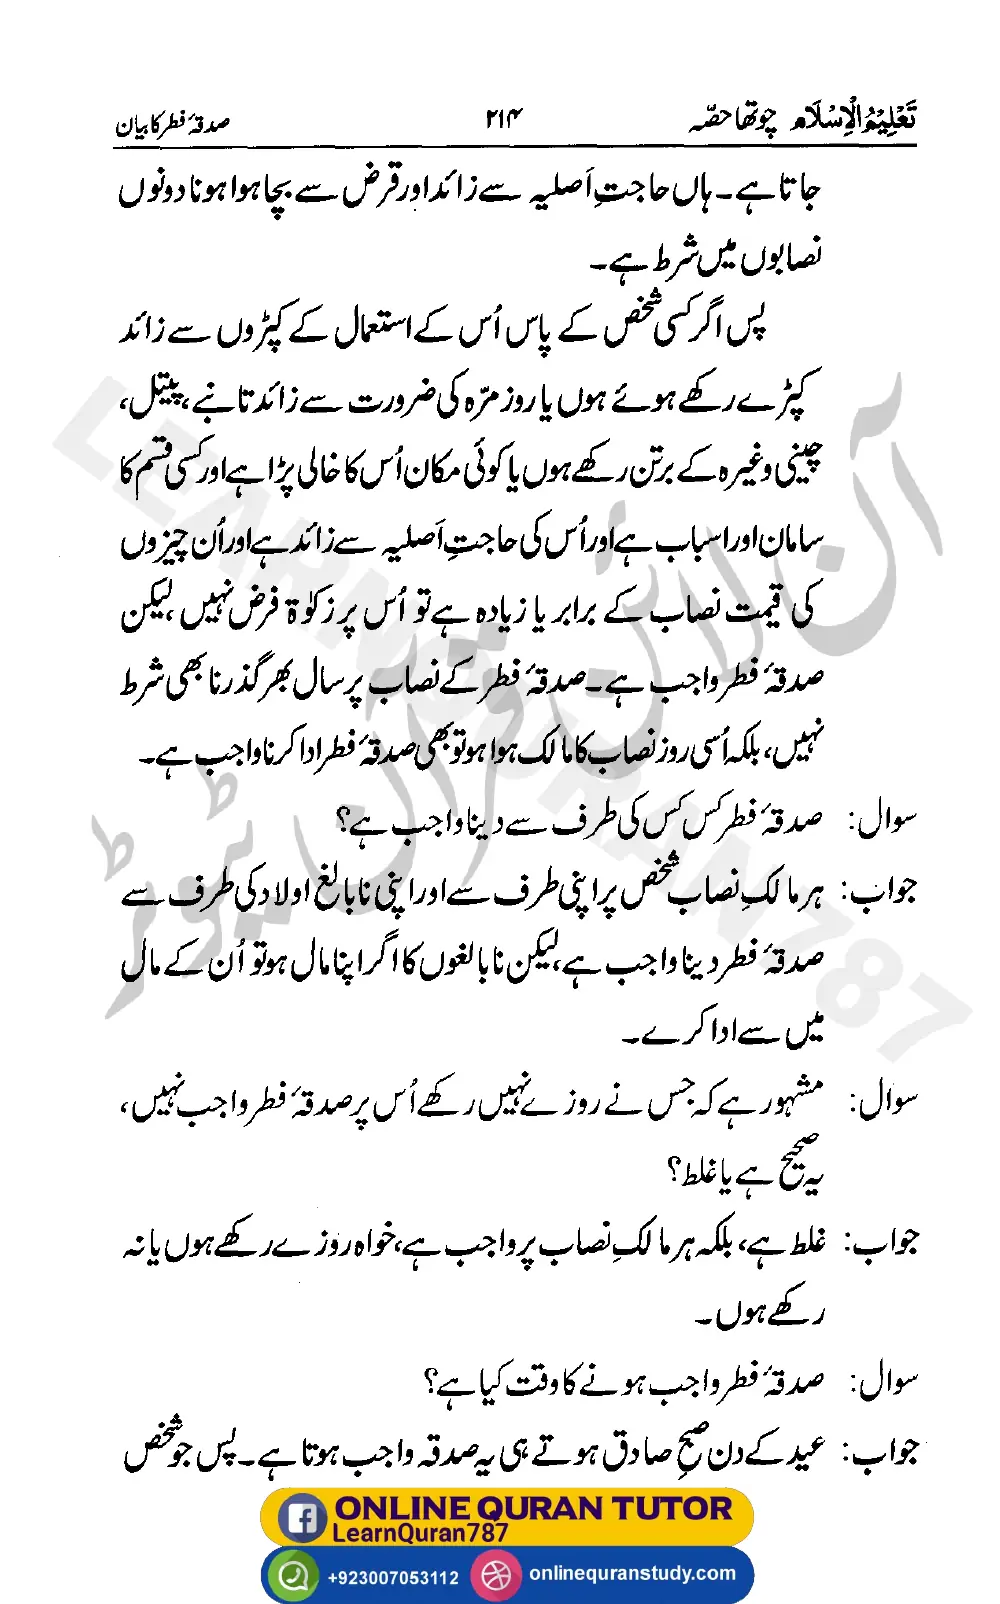 تَعْلِیْمُ الْاِسْلَام چوتھا حصّہ ۲۱۴ صدقۂ فطر کا بیان
جاتا ہے۔ ہاں حاجتِ اَصلیہ سے زائد اور قرض سے بچا ہوا ہونا دونوں
نصابوں میں شرط ہے۔
پس اگر کسی شخص کے پاس اُس کے استعمال کے کپڑوں سے زائد
کپڑے رکھے ہوئے ہوں یا روز مرّہ کی ضرورت سے زائد تانبے، پیتل،
چینی وغیرہ کے برتن رکھے ہوں یا کوئی مکان اُس کا خالی پڑا ہے اور کسی قسم کا
سامان اور اسباب ہے اور اُس کی حاجتِ اَصلیہ سے زائد ہے اور اُن چیزوں
کی قیمت نصاب کے برابر یا زیادہ ہے تو اُس پر زکوٰۃ فرض نہیں، لیکن
صدقۂ فطر واجب ہے۔ صدقۂ فطر کے نصاب پر سال بھر گذرنا بھی شرط
نہیں، بلکہ اُسی روز نصاب کا مالک ہوا ہو تو بھی صدقۂ فطر ادا کرنا واجب ہے۔
سوال: صدقۂ فطر کس کس کی طرف سے دینا واجب ہے؟
جواب: ہر مالکِ نصاب شخص پر اپنی طرف سے اور اپنی نابالغ اولاد کی طرف سے
صدقۂ فطر دینا واجب ہے، لیکن نابالغوں کا اگر اپنا مال ہو تو اُن کے مال
میں سے ادا کرے۔
سوال: مشہور ہے کہ جس نے روزے نہیں رکھے اُس پر صدقۂ فطر واجب نہیں،
یہ صحیح ہے یا غلط؟
جواب: غلط ہے، بلکہ ہر مالکِ نصاب پر واجب ہے، خواہ روزے رکھے ہوں یا نہ
رکھے ہوں۔
سوال: صدقۂ فطر واجب ہونے کا وقت کیا ہے؟
جواب: عید کے دن صبحِ صادق ہوتے ہی یہ صدقہ واجب ہوتا ہے۔ پس جو شخص
LEARNQURAN787
آن لائن قرآن ٹیوٹر
ONLINE QURAN TUTOR
LearnQuran787
+923007053112
onlinequranstudy.com